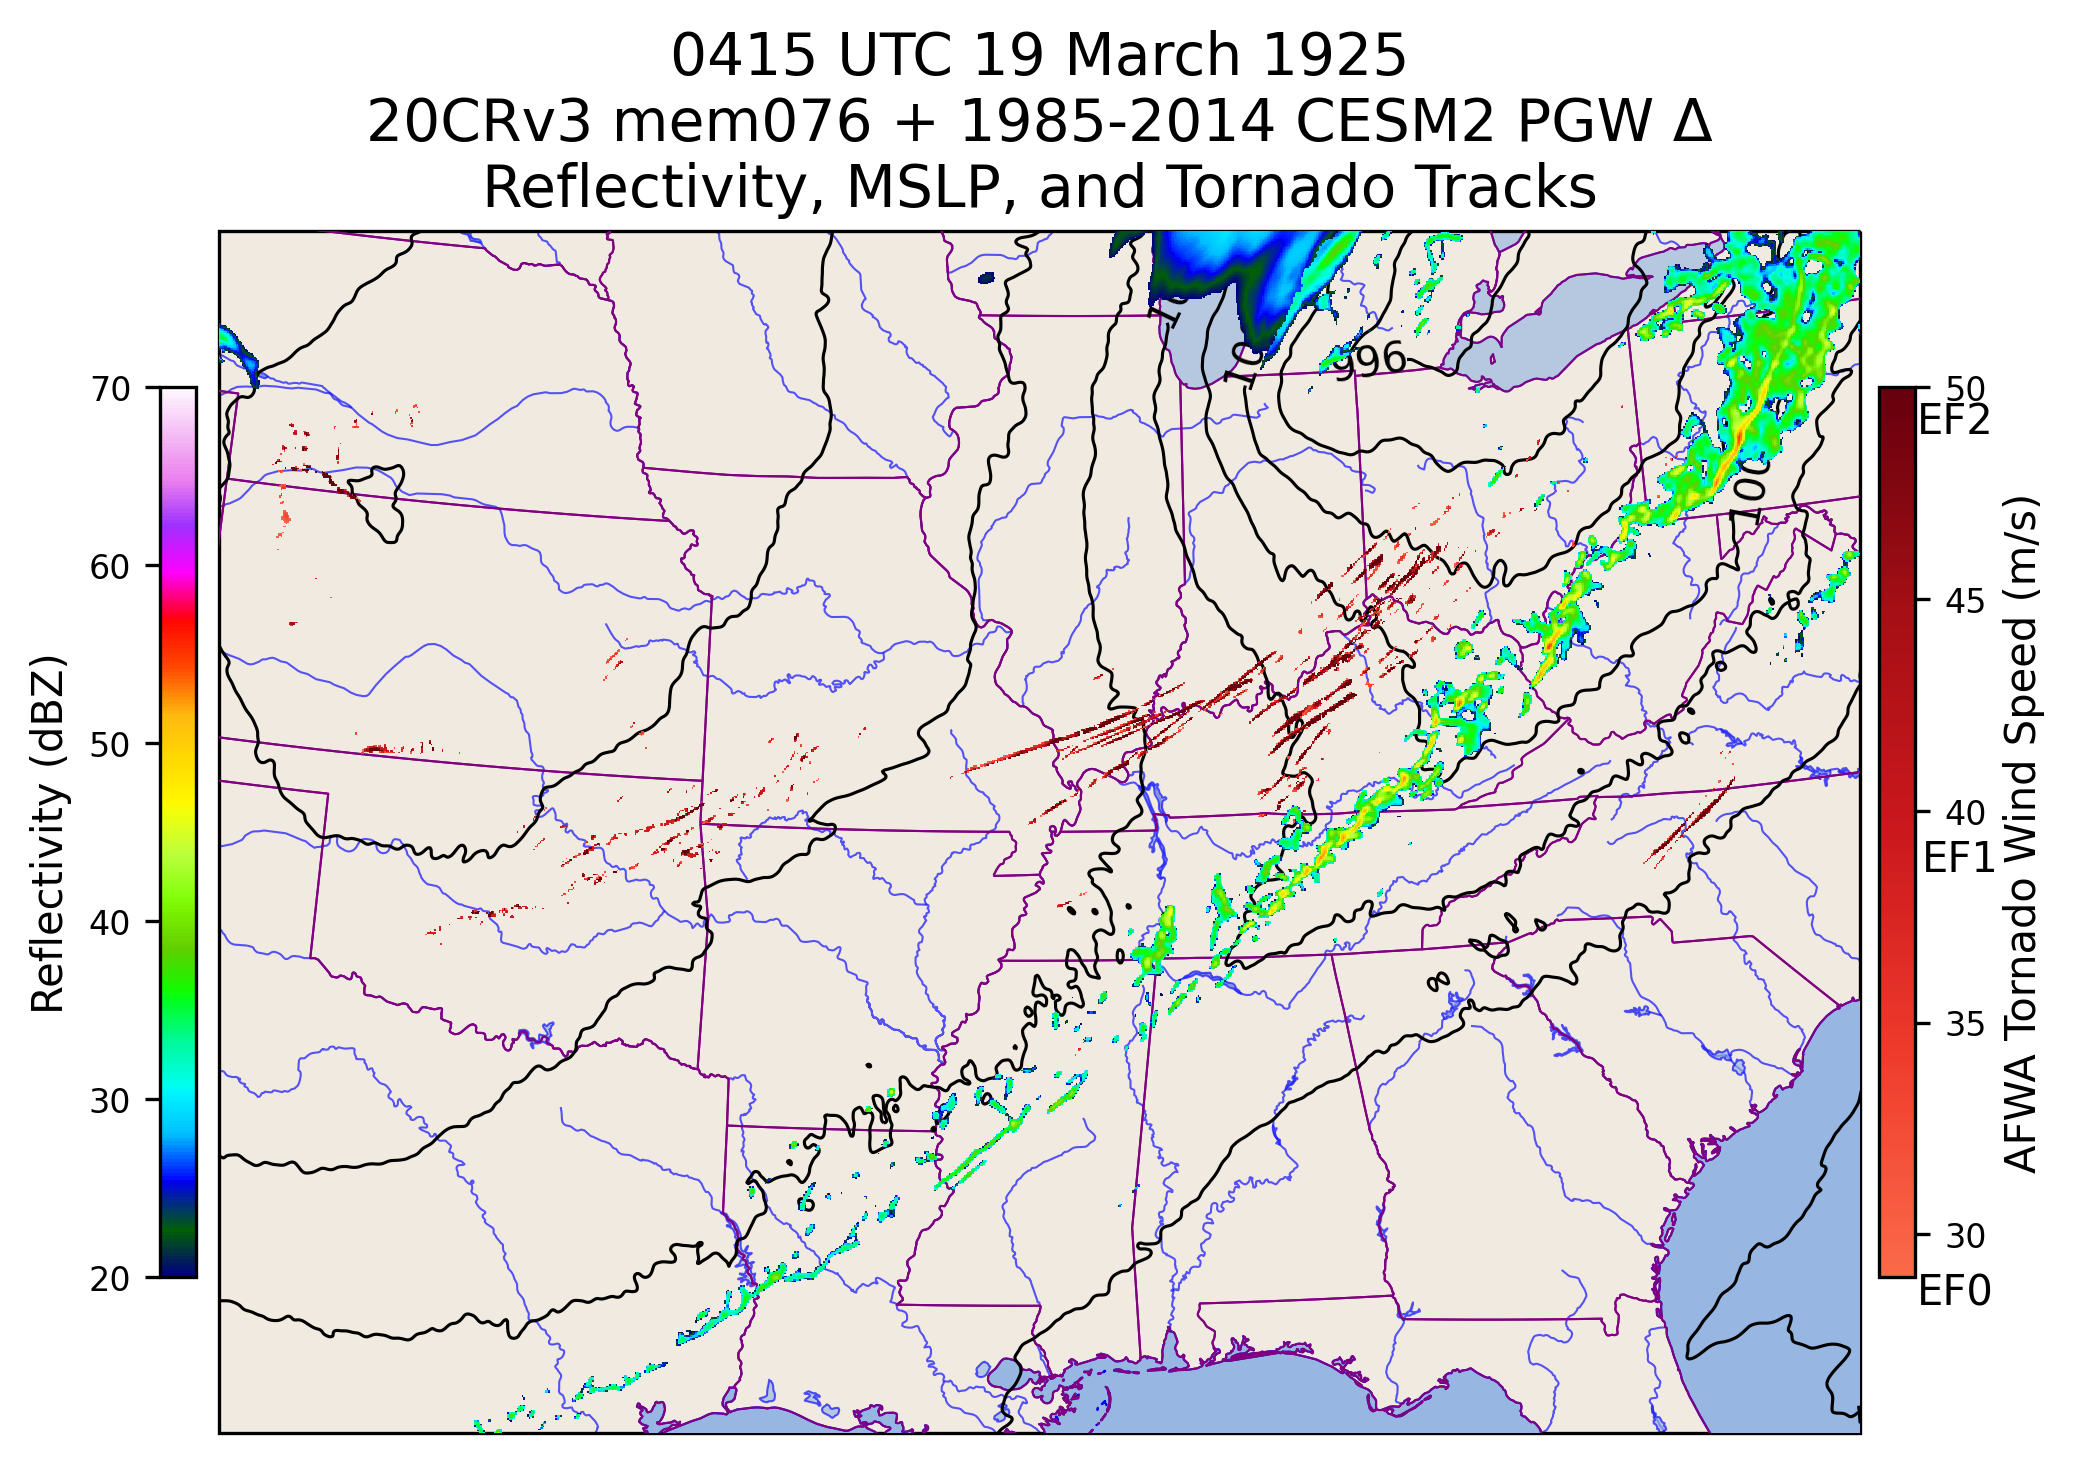 0415 UTC 19 March 1925
20CRv3 mem076 + 1985-2014 CESM2 PGW Δ
Reflectivity, MSLP, and Tornado Tracks
996
100
70
60
50
40
30
20
Reflectivity (dBZ)
50
EF2
45
40
EF1
35
30
EF0
AFWA Tornado Wind Speed (m/s)